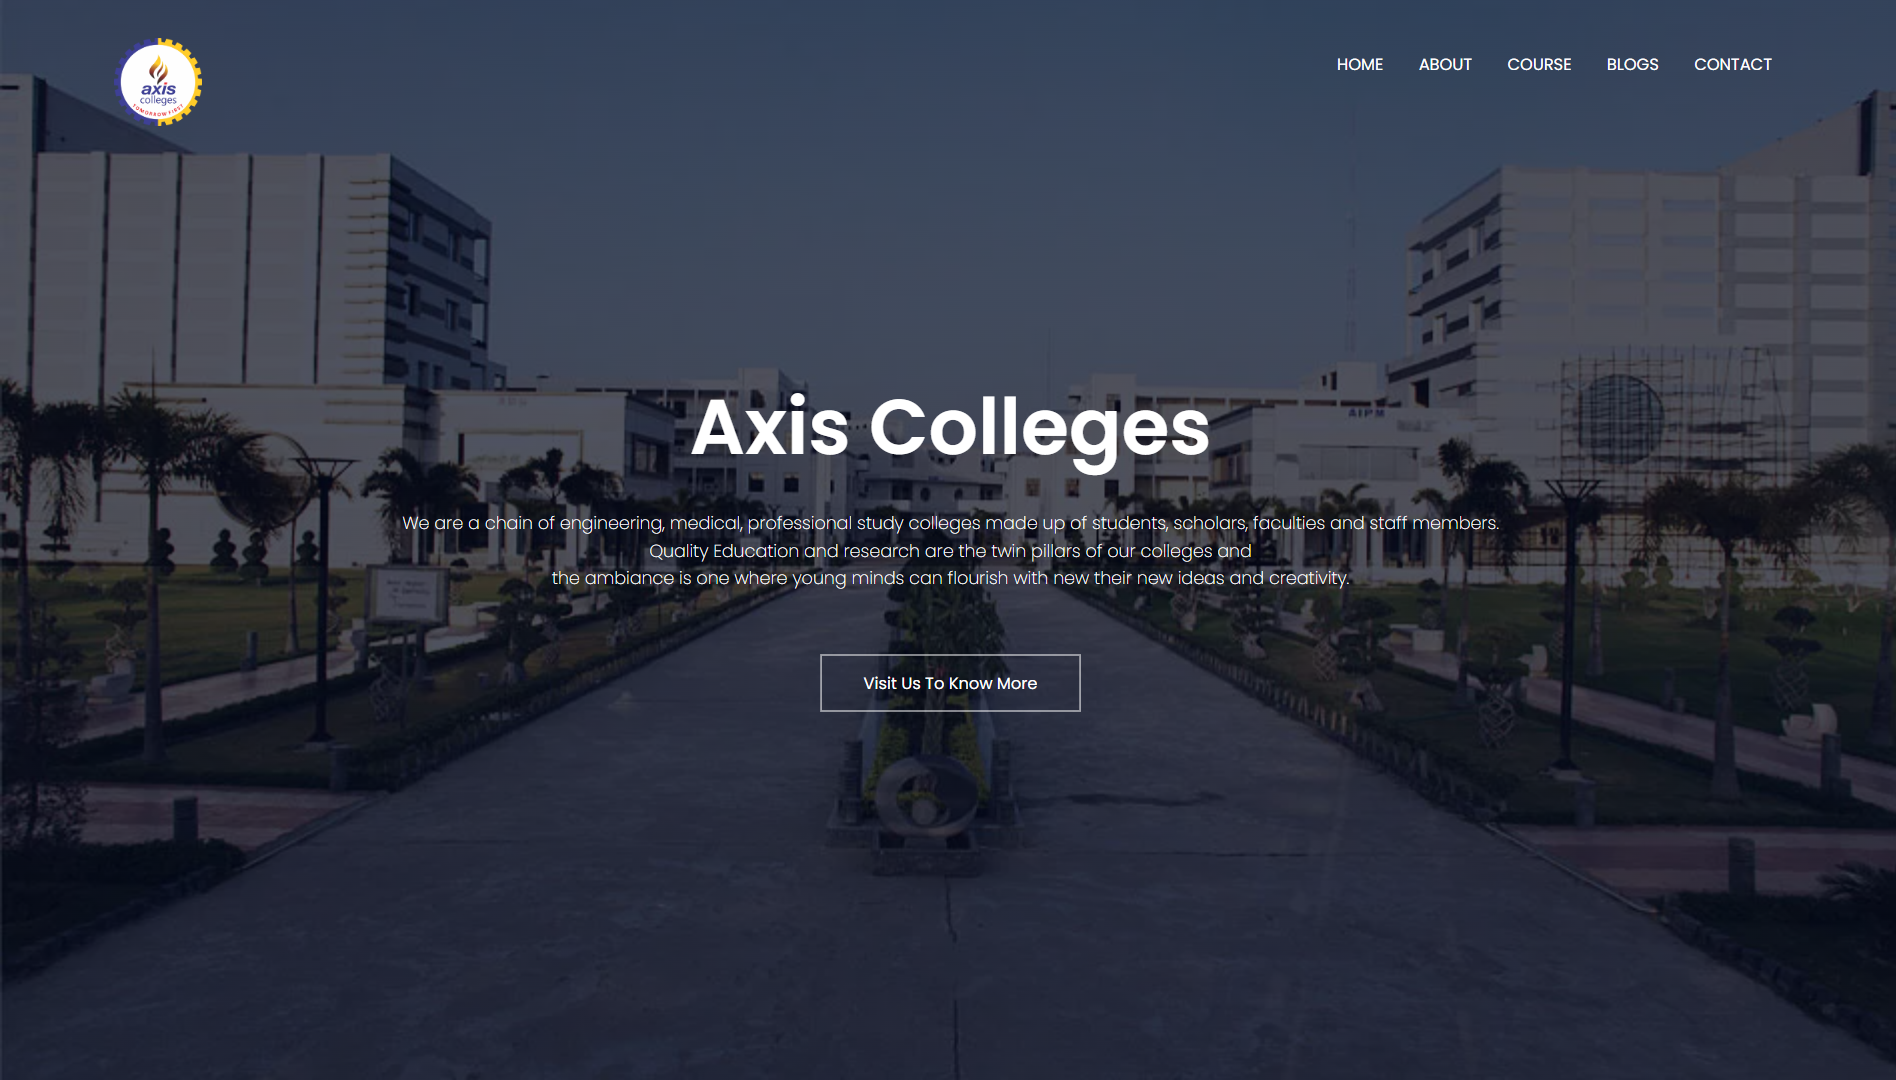 axis
colleges
TOMORROW FIRST
HOME
ABOUT
COURSE
BLOGS
CONTACT
AIPM
Axis Colleges
We are a chain of engineering, medical, professional study colleges made up of students, scholars, faculties and staff members.
Quality Education and research are the twin pillars of our colleges and
the ambiance is one where young minds can flourish with new their new ideas and creativity.
Visit Us To Know More